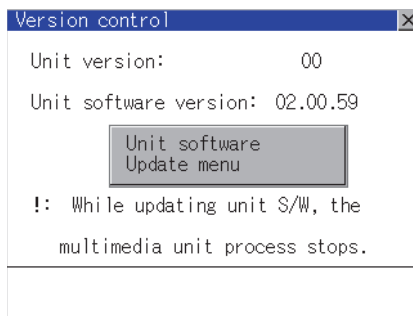 Version control
Unit version: 00
Unit software version: 02.00.59
Unit software
Update menu
!: While updating unit S/W, the
multimedia unit process stops.